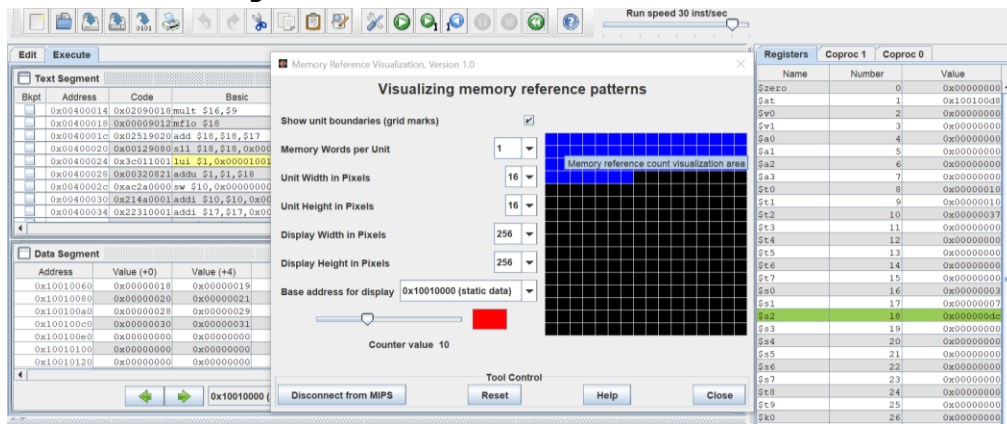 Run speed 30 inst/sec
Edit Execute
Text Segment
Bkpt Address Code Basic
0x00400014 0x02090018 mult $16,$9
0x00400018 0x00009012 mflo $18
0x0040001c 0x02519020 add $18,$18,$17
0x00400020 0x00129080 sll $18,$18,0x000
0x00400024 0x3c011001 lui $1,0x00001001
0x00400028 0x00320821 addu $1,$1,$18
0x0040002c 0xac2a0000 sw $10,0x00000000
0x00400030 0x214a0001 addi $10,$10,0x00
0x00400034 0x22310001 addi $17,$17,0x00
Data Segment
Address Value (+0) Value (+4)
0x10010060 0x00000018 0x00000019
0x10010080 0x00000020 0x00000021
0x100100a0 0x00000028 0x00000029
0x100100c0 0x00000030 0x00000031
0x100100e0 0x00000000 0x00000000
0x10010100 0x00000000 0x00000000
0x10010120 0x00000000 0x00000000
0x10010000 (
Memory Reference Visualization, Version 1.0
Visualizing memory reference patterns
Show unit boundaries (grid marks)
Memory Words per Unit 1
Memory reference count visualization area
Unit Width in Pixels 16
Unit Height in Pixels 16
Display Width in Pixels 256
Display Height in Pixels 256
Base address for display 0x10010000 (static data)
Counter value 10
Tool Control
Disconnect from MIPS Reset Help Close
Registers Coproc 1 Coproc 0
Name Number Value
$zero 0 0x00000000
$at 1 0x100100d8
$v0 2 0x00000000
$v1 3 0x00000000
$a0 4 0x00000000
$a1 5 0x00000000
$a2 6 0x00000000
$a3 7 0x00000000
$t0 8 0x00000010
$t1 9 0x00000010
$t2 10 0x00000037
$t3 11 0x00000000
$t4 12 0x00000000
$t5 13 0x00000000
$t6 14 0x00000000
$t7 15 0x00000000
$s0 16 0x00000003
$s1 17 0x00000007
$s2 18 0x000000dc
$s3 19 0x00000000
$s4 20 0x00000000
$s5 21 0x00000000
$s6 22 0x00000000
$s7 23 0x00000000
$t8 24 0x00000000
$t9 25 0x00000000
$k0 26 0x00000000